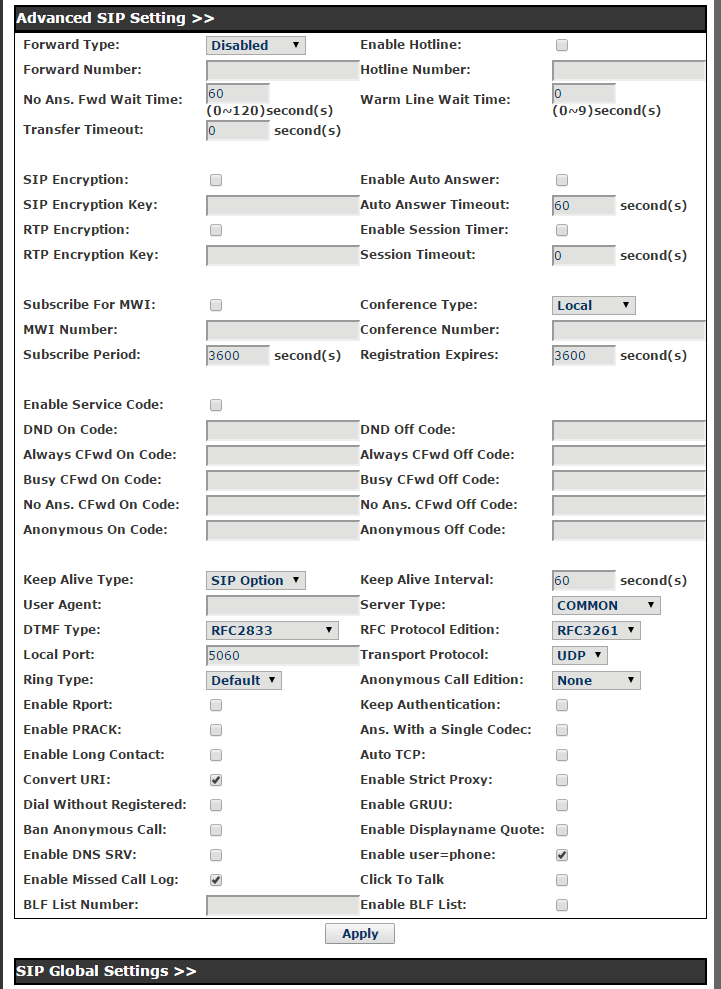 Advanced SIP Setting >>
Forward Type: Disabled Enable Hotline:
Forward Number: Hotline Number:
No Ans. Fwd Wait Time: 60 (0~120)second(s) Warm Line Wait Time: 0 (0~9)second(s)
Transfer Timeout: 0 second(s)
SIP Encryption: Enable Auto Answer:
SIP Encryption Key: Auto Answer Timeout: 60 second(s)
RTP Encryption: Enable Session Timer:
RTP Encryption Key: Session Timeout: 0 second(s)
Subscribe For MWI: Conference Type: Local
MWI Number: Conference Number:
Subscribe Period: 3600 second(s) Registration Expires: 3600 second(s)
Enable Service Code:
DND On Code: DND Off Code:
Always CFwd On Code: Always CFwd Off Code:
Busy CFwd On Code: Busy CFwd Off Code:
No Ans. CFwd On Code: No Ans. CFwd Off Code:
Anonymous On Code: Anonymous Off Code:
Keep Alive Type: SIP Option Keep Alive Interval: 60 second(s)
User Agent: Server Type: COMMON
DTMF Type: RFC2833 RFC Protocol Edition: RFC3261
Local Port: 5060 Transport Protocol: UDP
Ring Type: Default Anonymous Call Edition: None
Enable Rport: Keep Authentication:
Enable PRACK: Ans. With a Single Codec:
Enable Long Contact: Auto TCP:
Convert URI: Enable Strict Proxy:
Dial Without Registered: Enable GRUU:
Ban Anonymous Call: Enable Displayname Quote:
Enable DNS SRV: Enable user=phone:
Enable Missed Call Log: Click To Talk
BLF List Number: Enable BLF List:
Apply
SIP Global Settings >>